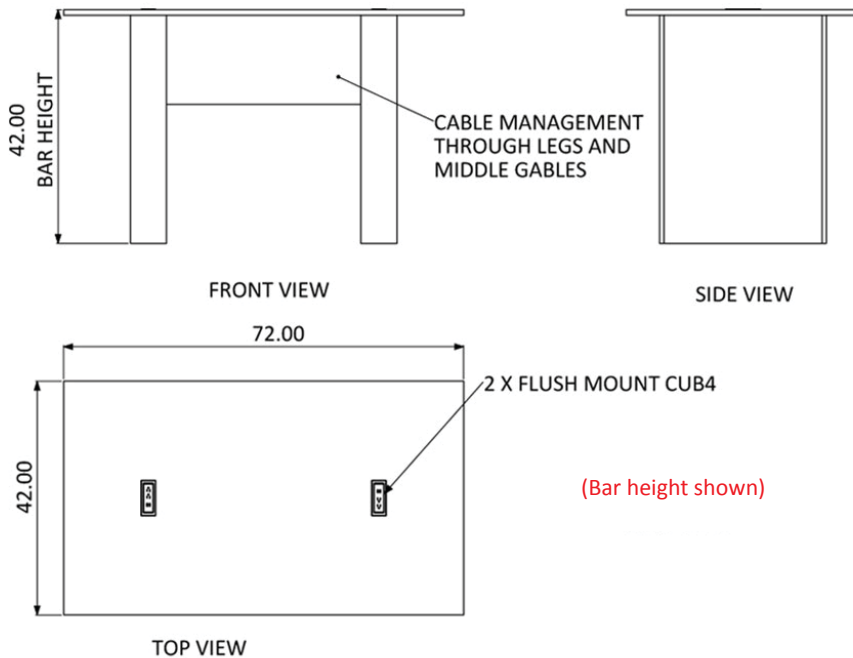 42.00
BAR HEIGHT
CABLE MANAGEMENT
THROUGH LEGS AND
MIDDLE GABLES
FRONT VIEW
SIDE VIEW
72.00
2 X FLUSH MOUNT CUB4
42.00
(Bar height shown)
TOP VIEW